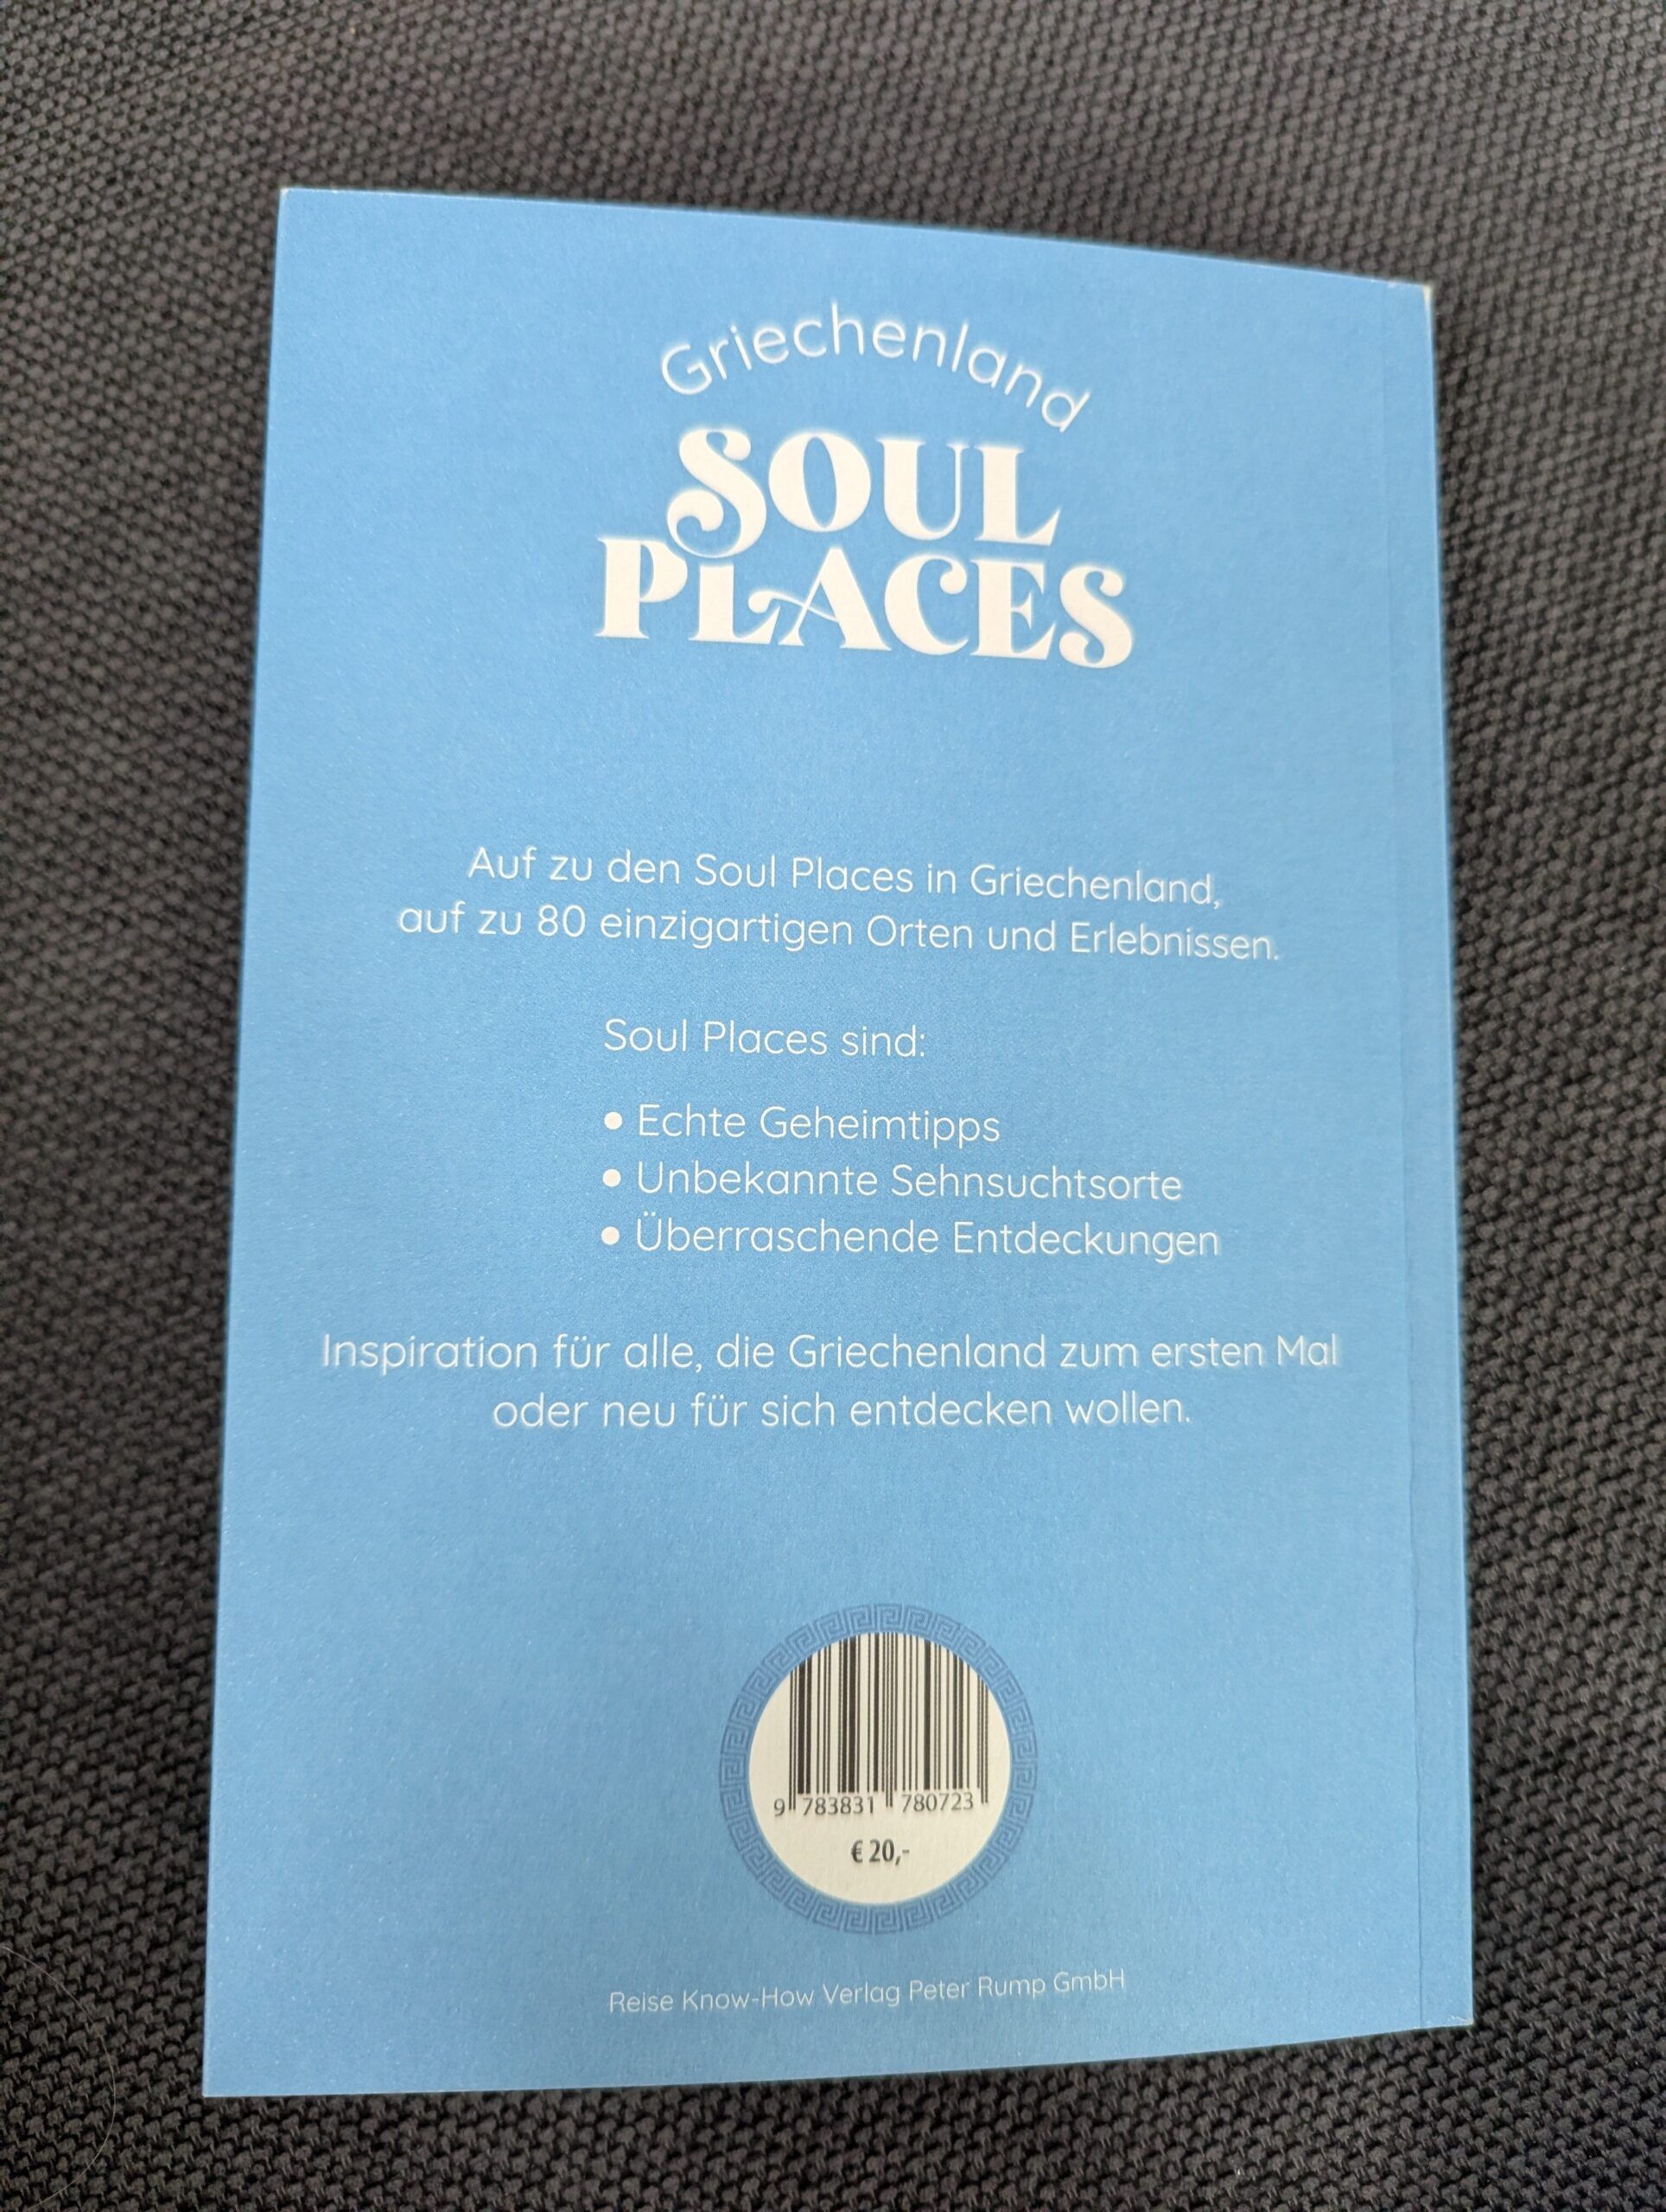 Griechenland
SOUL
PLACES
Auf zu den Soul Places in Griechenland,
auf zu 80 einzigartigen Orten und Erlebnissen.
Soul Places sind:
• Echte Geheimtipps
• Unbekannte Sehnsuchtsorte
• Überraschende Entdeckungen
Inspiration für alle, die Griechenland zum ersten Mal
oder neu für sich entdecken wollen.
9 783831 780723
€ 20,-
Reise Know-How Verlag Peter Rump GmbH